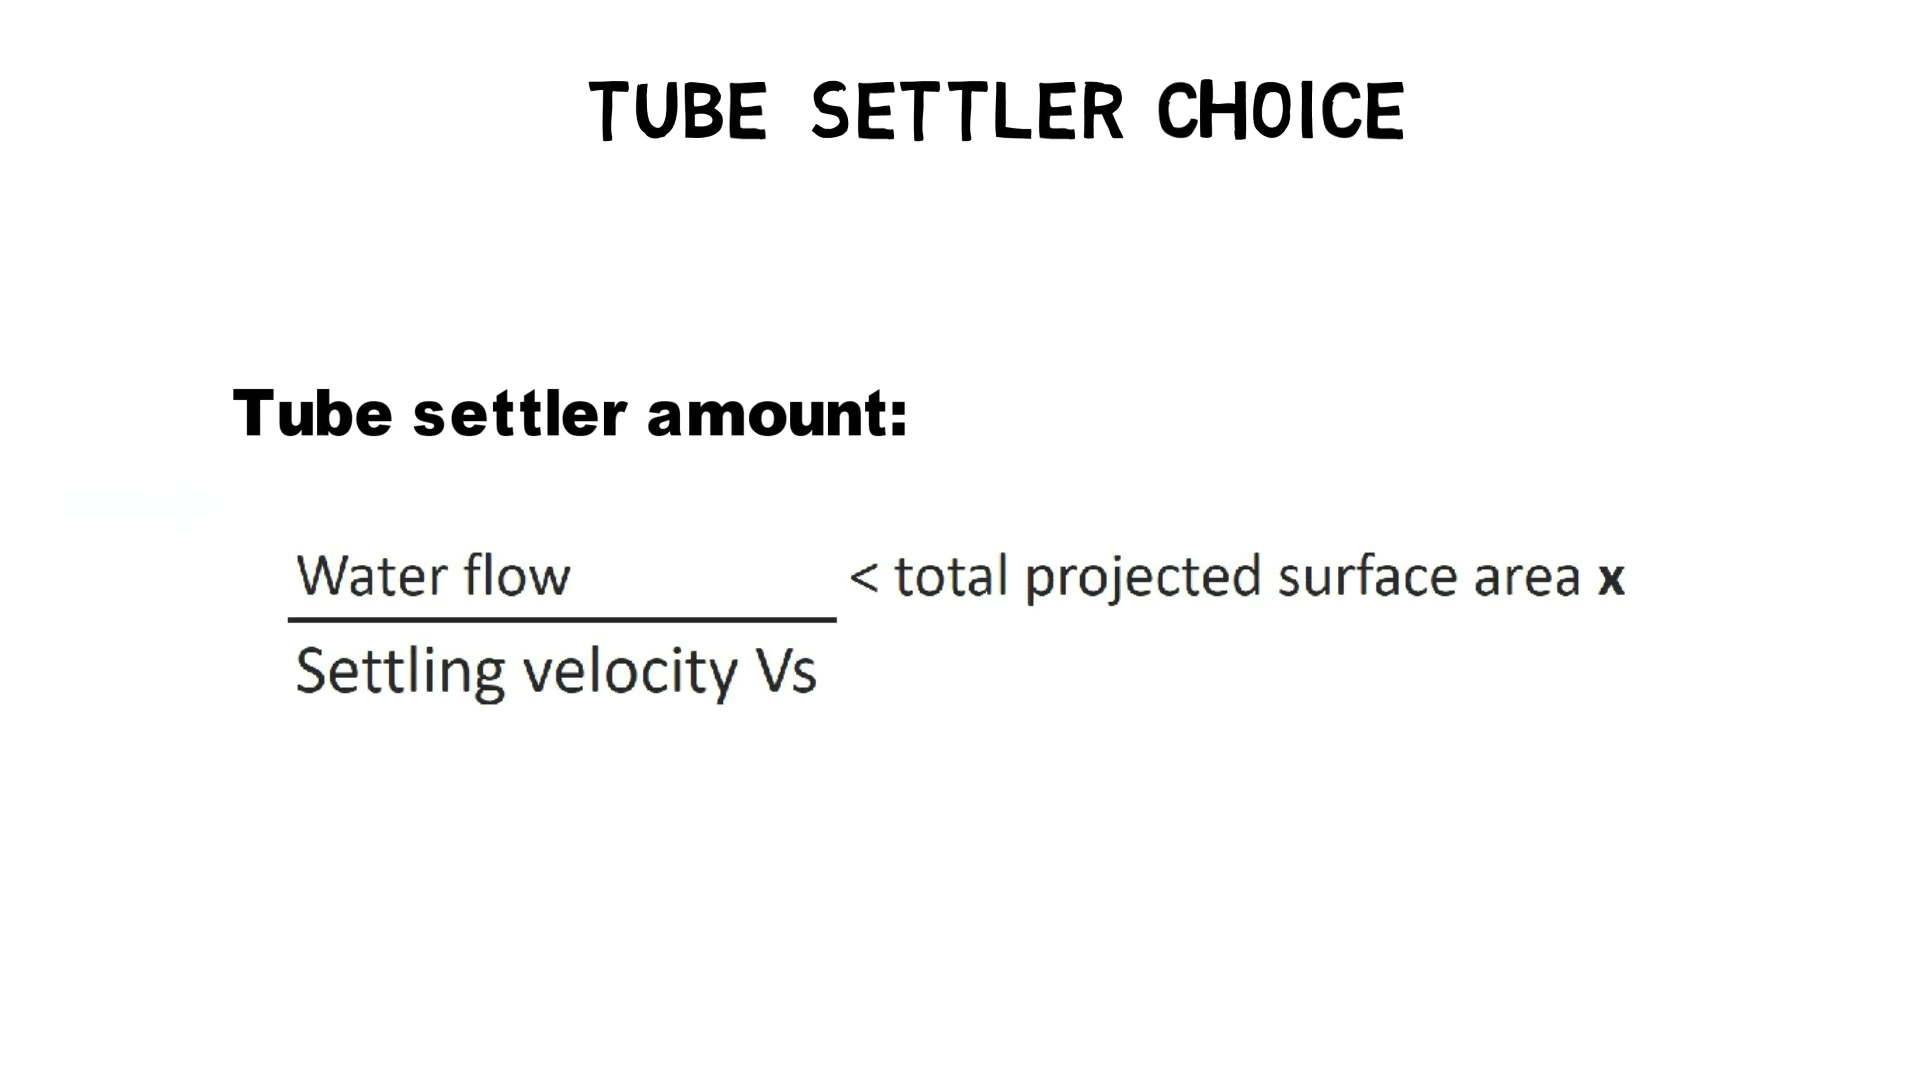 TUBE SETTLER CHOICE
Tube settler amount:
Water flow < total projected surface area x
Settling velocity Vs